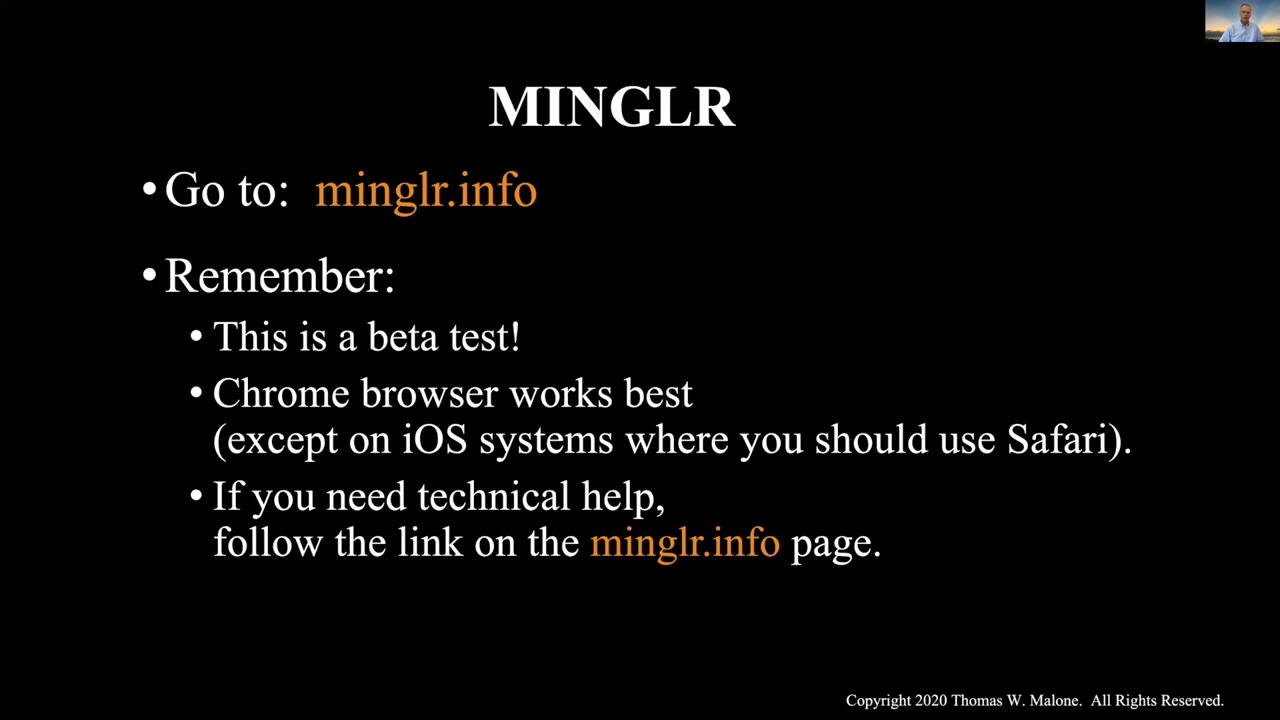 MINGLR
• Go to: minglr.info
• Remember:
• This is a beta test!
• Chrome browser works best
(except on iOS systems where you should use Safari).
• If you need technical help,
follow the link on the minglr.info page.
Copyright 2020 Thomas W. Malone. All Rights Reserved.